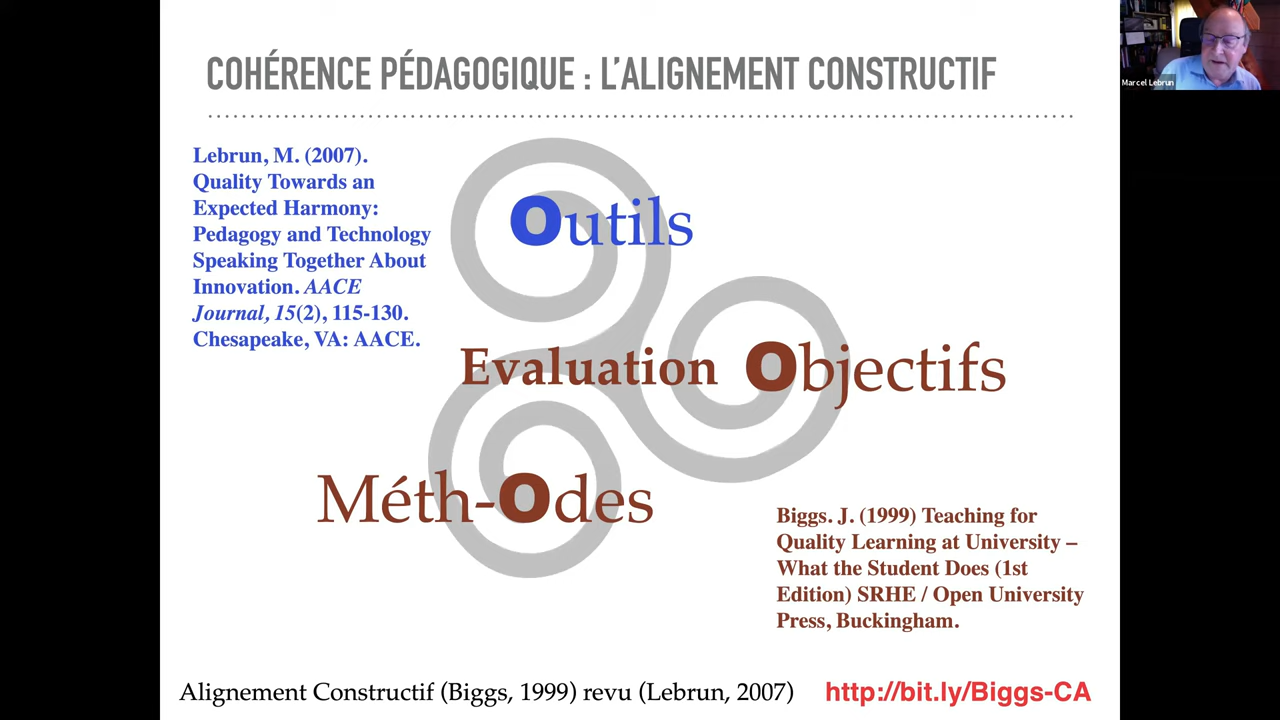 COHÉRENCE PÉDAGOGIQUE : L'ALIGNEMENT CONSTRUCTIF
Marcel Lebrun
Lebrun, M. (2007).
Quality Towards an
Expected Harmony:
Pedagogy and Technology
Speaking Together About
Innovation. AACE
Journal, 15(2), 115-130.
Chesapeake, VA: AACE.
Outils
Evaluation
Objectifs
Méth-Odes
Biggs. J. (1999) Teaching for
Quality Learning at University –
What the Student Does (1st
Edition) SRHE / Open University
Press, Buckingham.
Alignement Constructif (Biggs, 1999) revu (Lebrun, 2007)
http://bit.ly/Biggs-CA